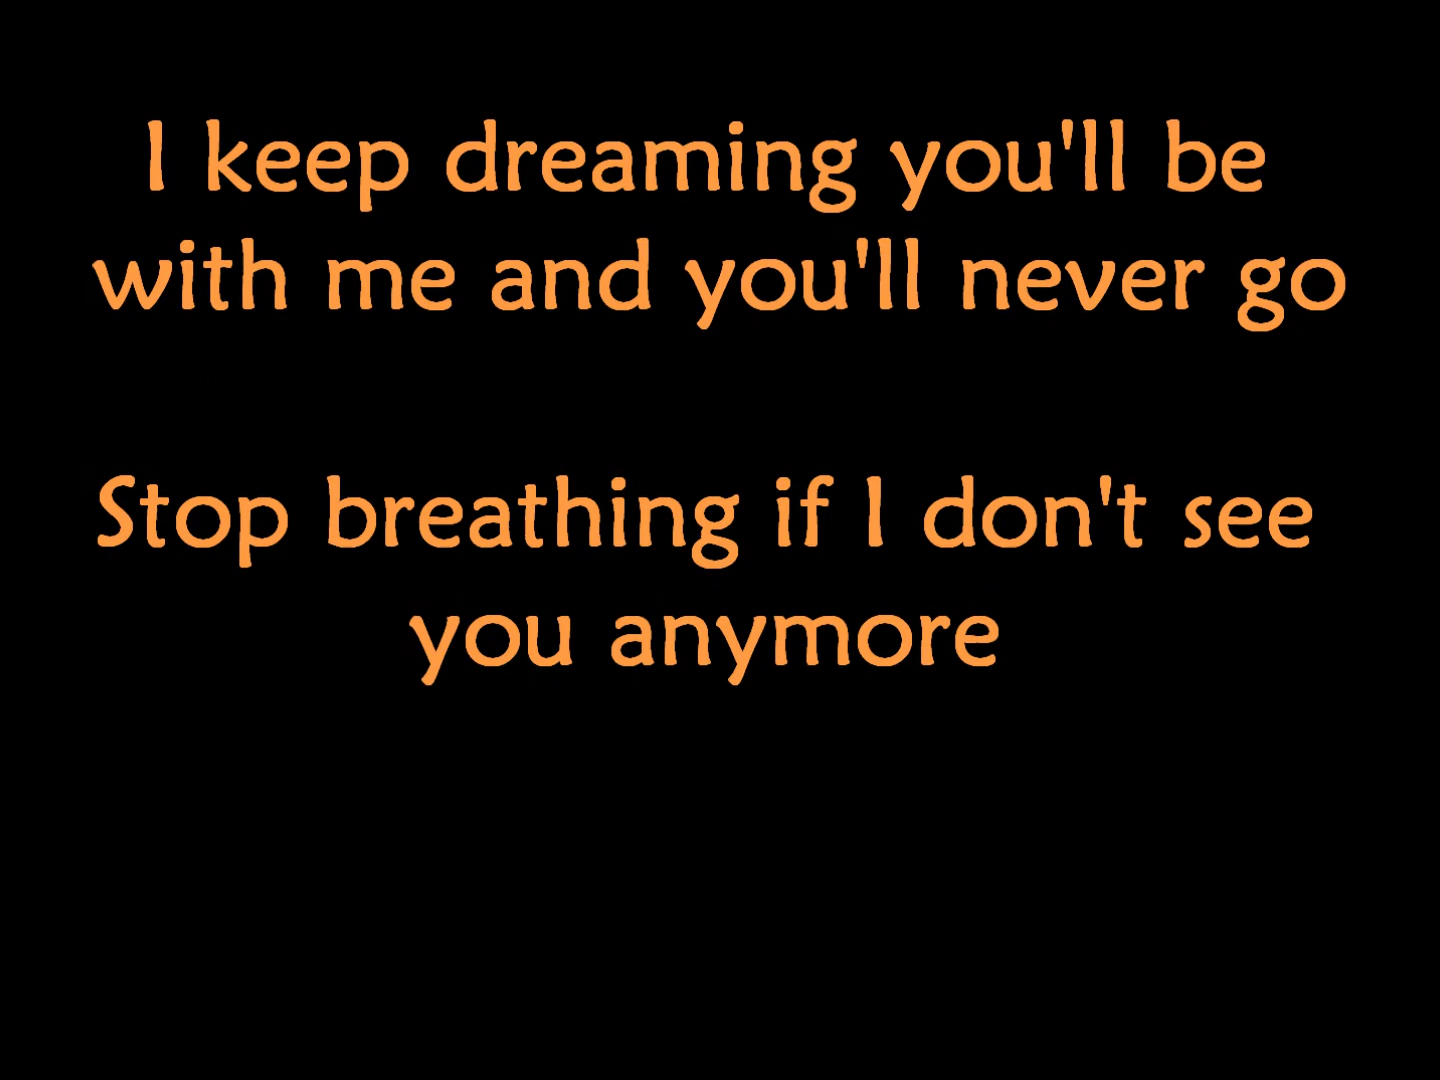 I keep dreaming you'll be
with me and you'll never go
Stop breathing if I don't see
you anymore